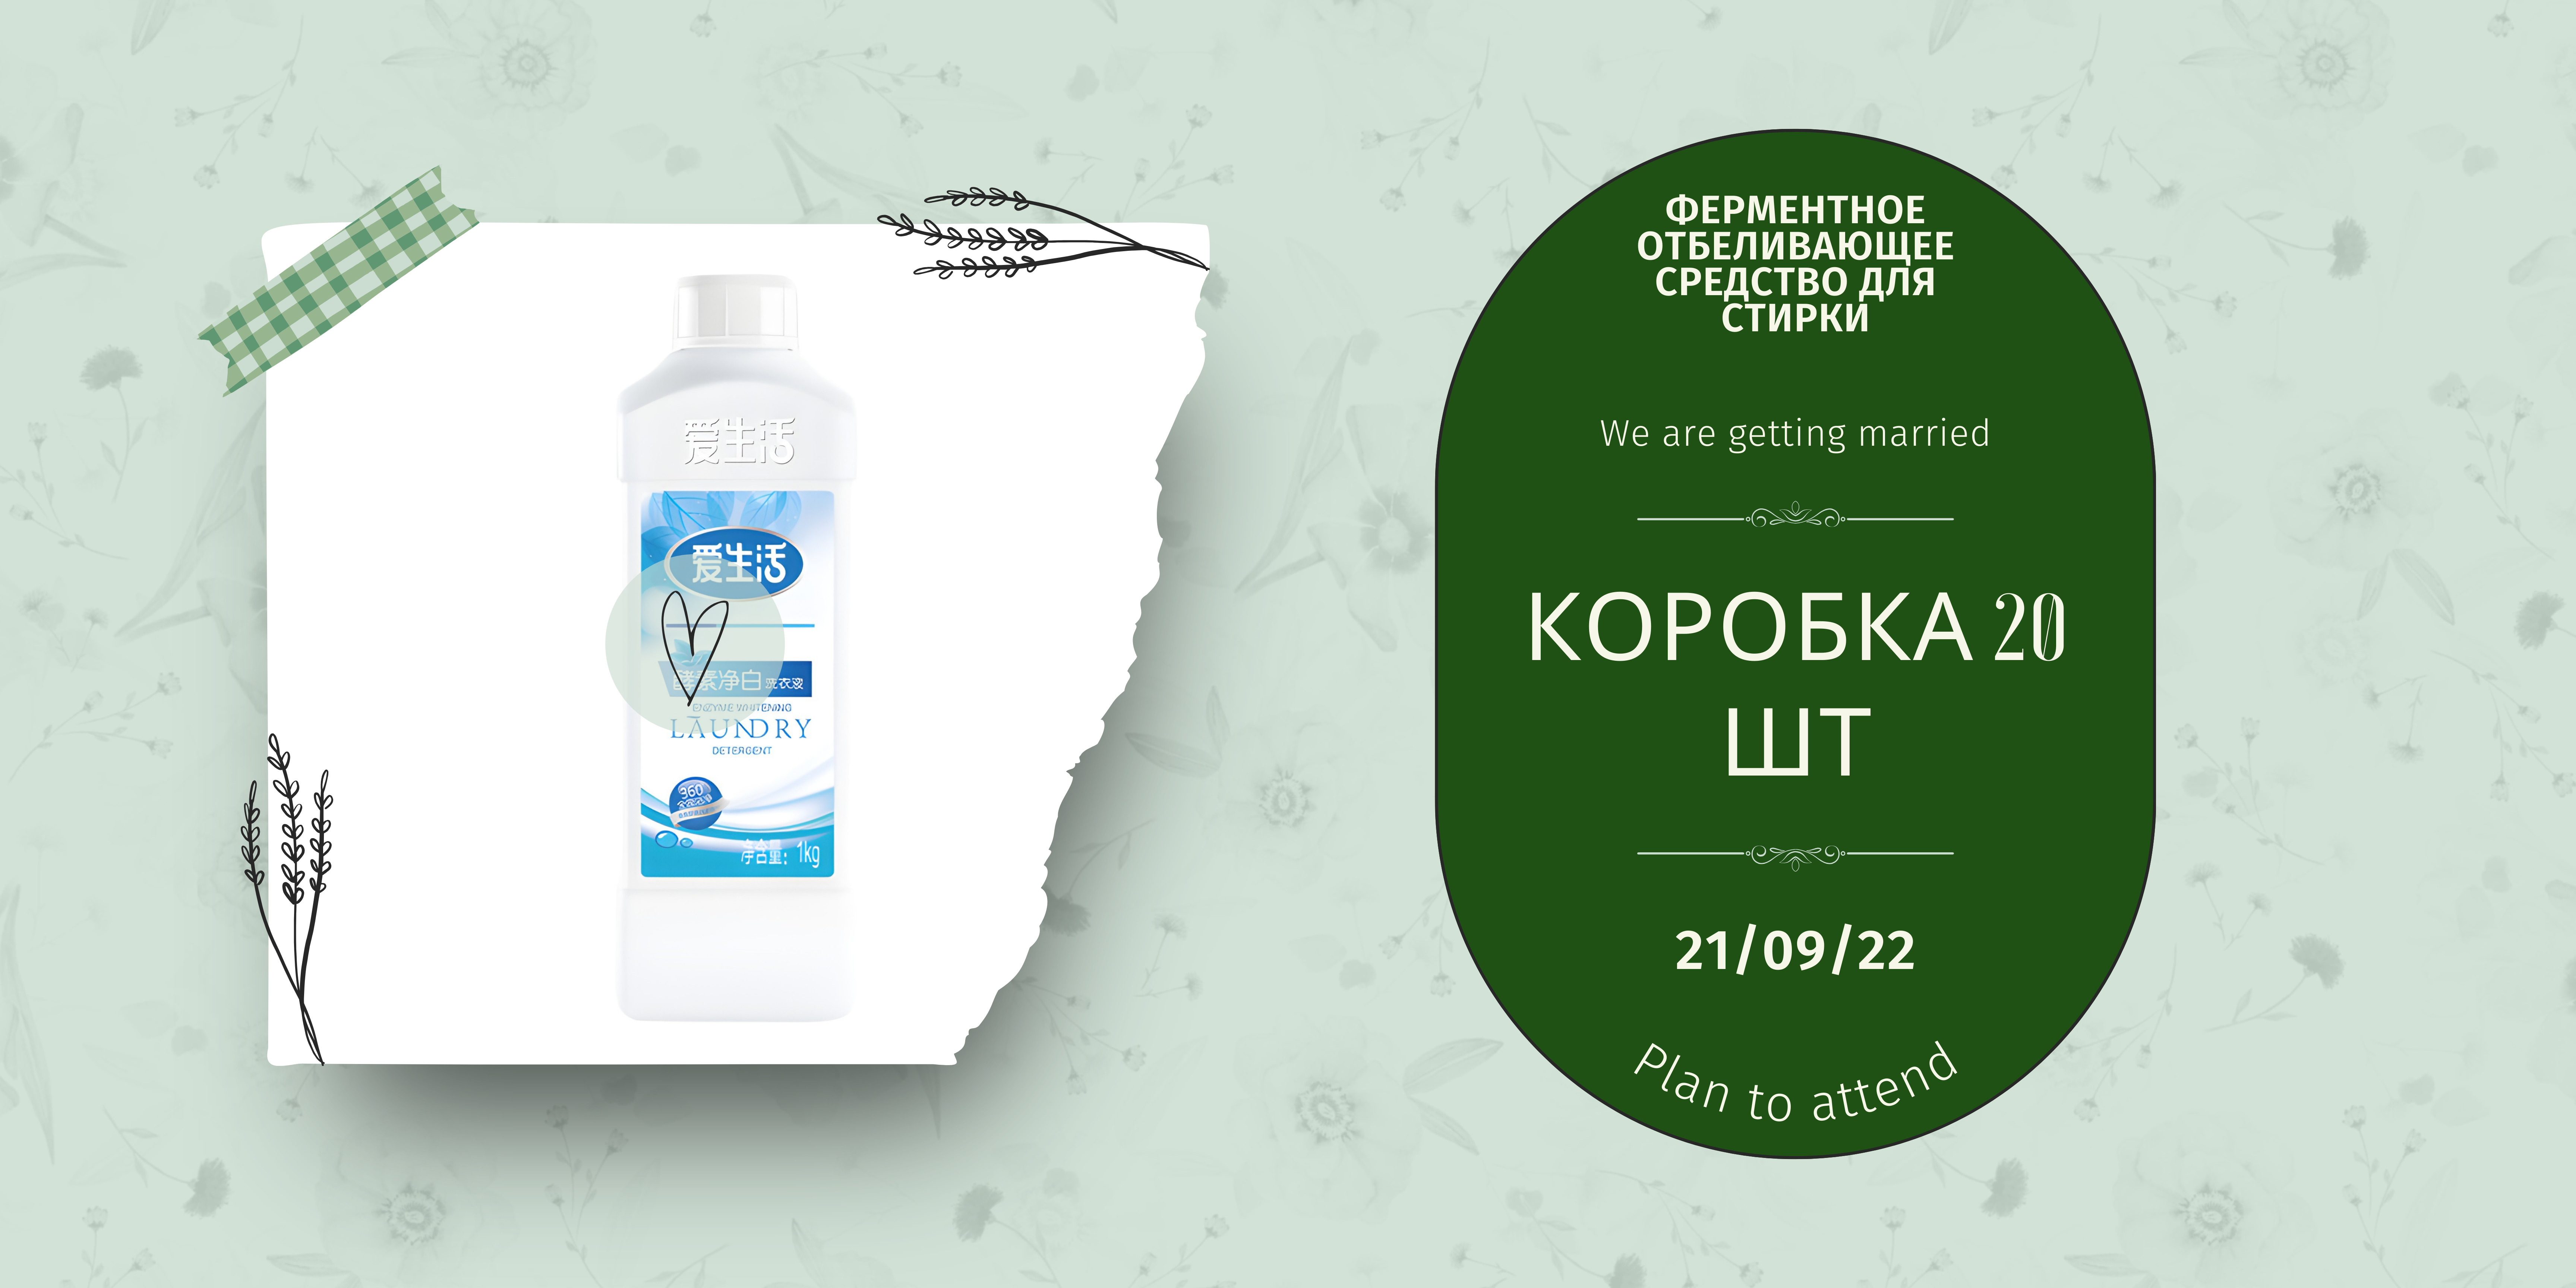 爱生活
爱生活
酵素净白 洗衣液
ENZYME WHITENING
LAUNDRY
DETERGENT
360
净含量: 1kg
ФЕРМЕНТНОЕ
ОТБЕЛИВАЮЩЕЕ
СРЕДСТВО ДЛЯ
СТИРКИ
We are getting married
КОРОБКА 20
ШТ
21/09/22
Plan to attend